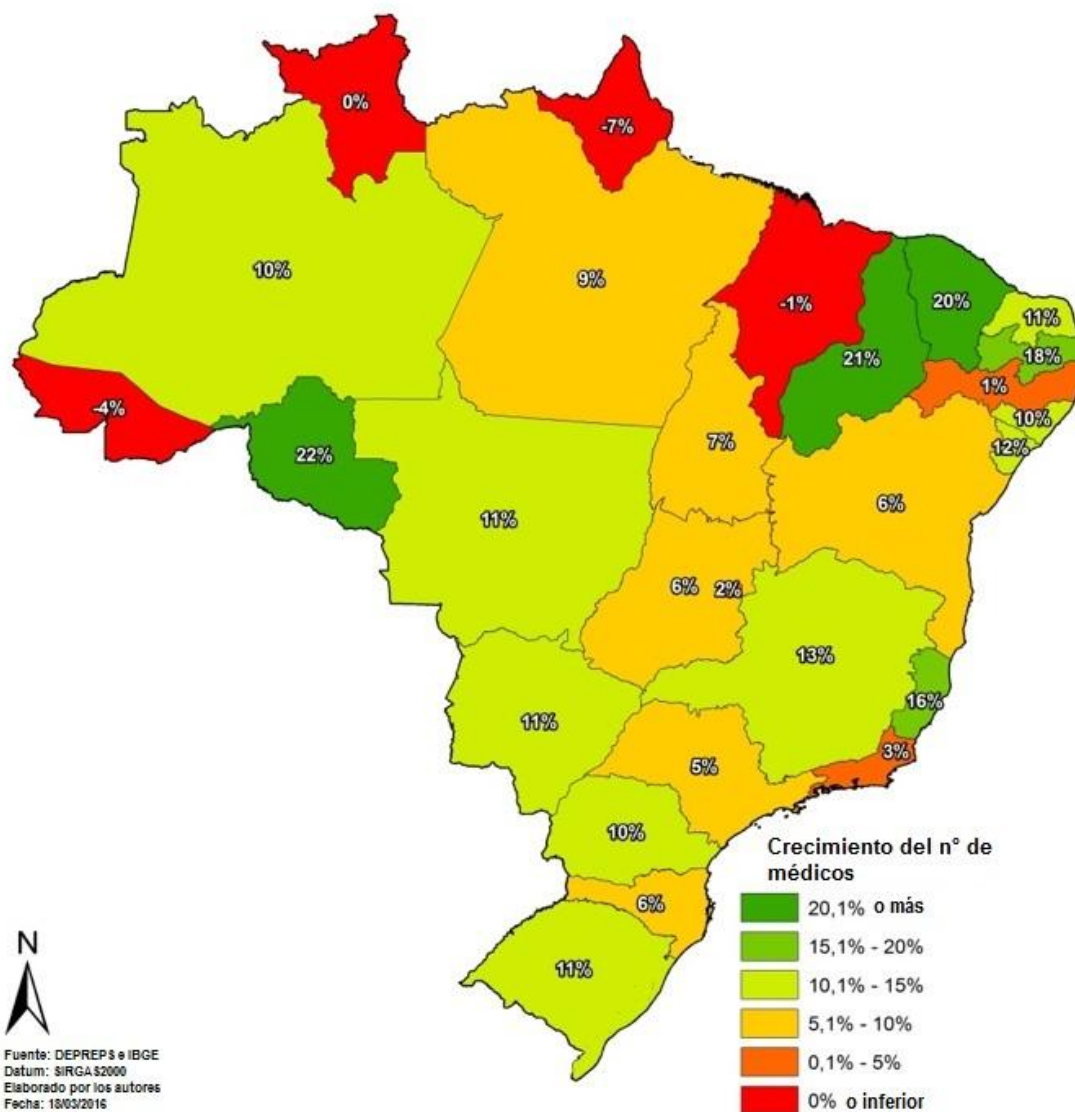 0%
-7%
10%
9%
-1%
20%
11%
21%
18%
1%
-4%
10%
7%
12%
22%
6%
11%
6% 2%
13%
11%
16%
3%
5%
10%
6%
11%
Crecimiento del n° de
médicos
20,1% o más
15,1% - 20%
10,1% - 15%
5,1% - 10%
0,1% - 5%
0% o inferior
N
Fuente: DEPREPS e IBGE
Datum: SIRGAS2000
Elaborado por los autores
Fecha: 18/03/2016